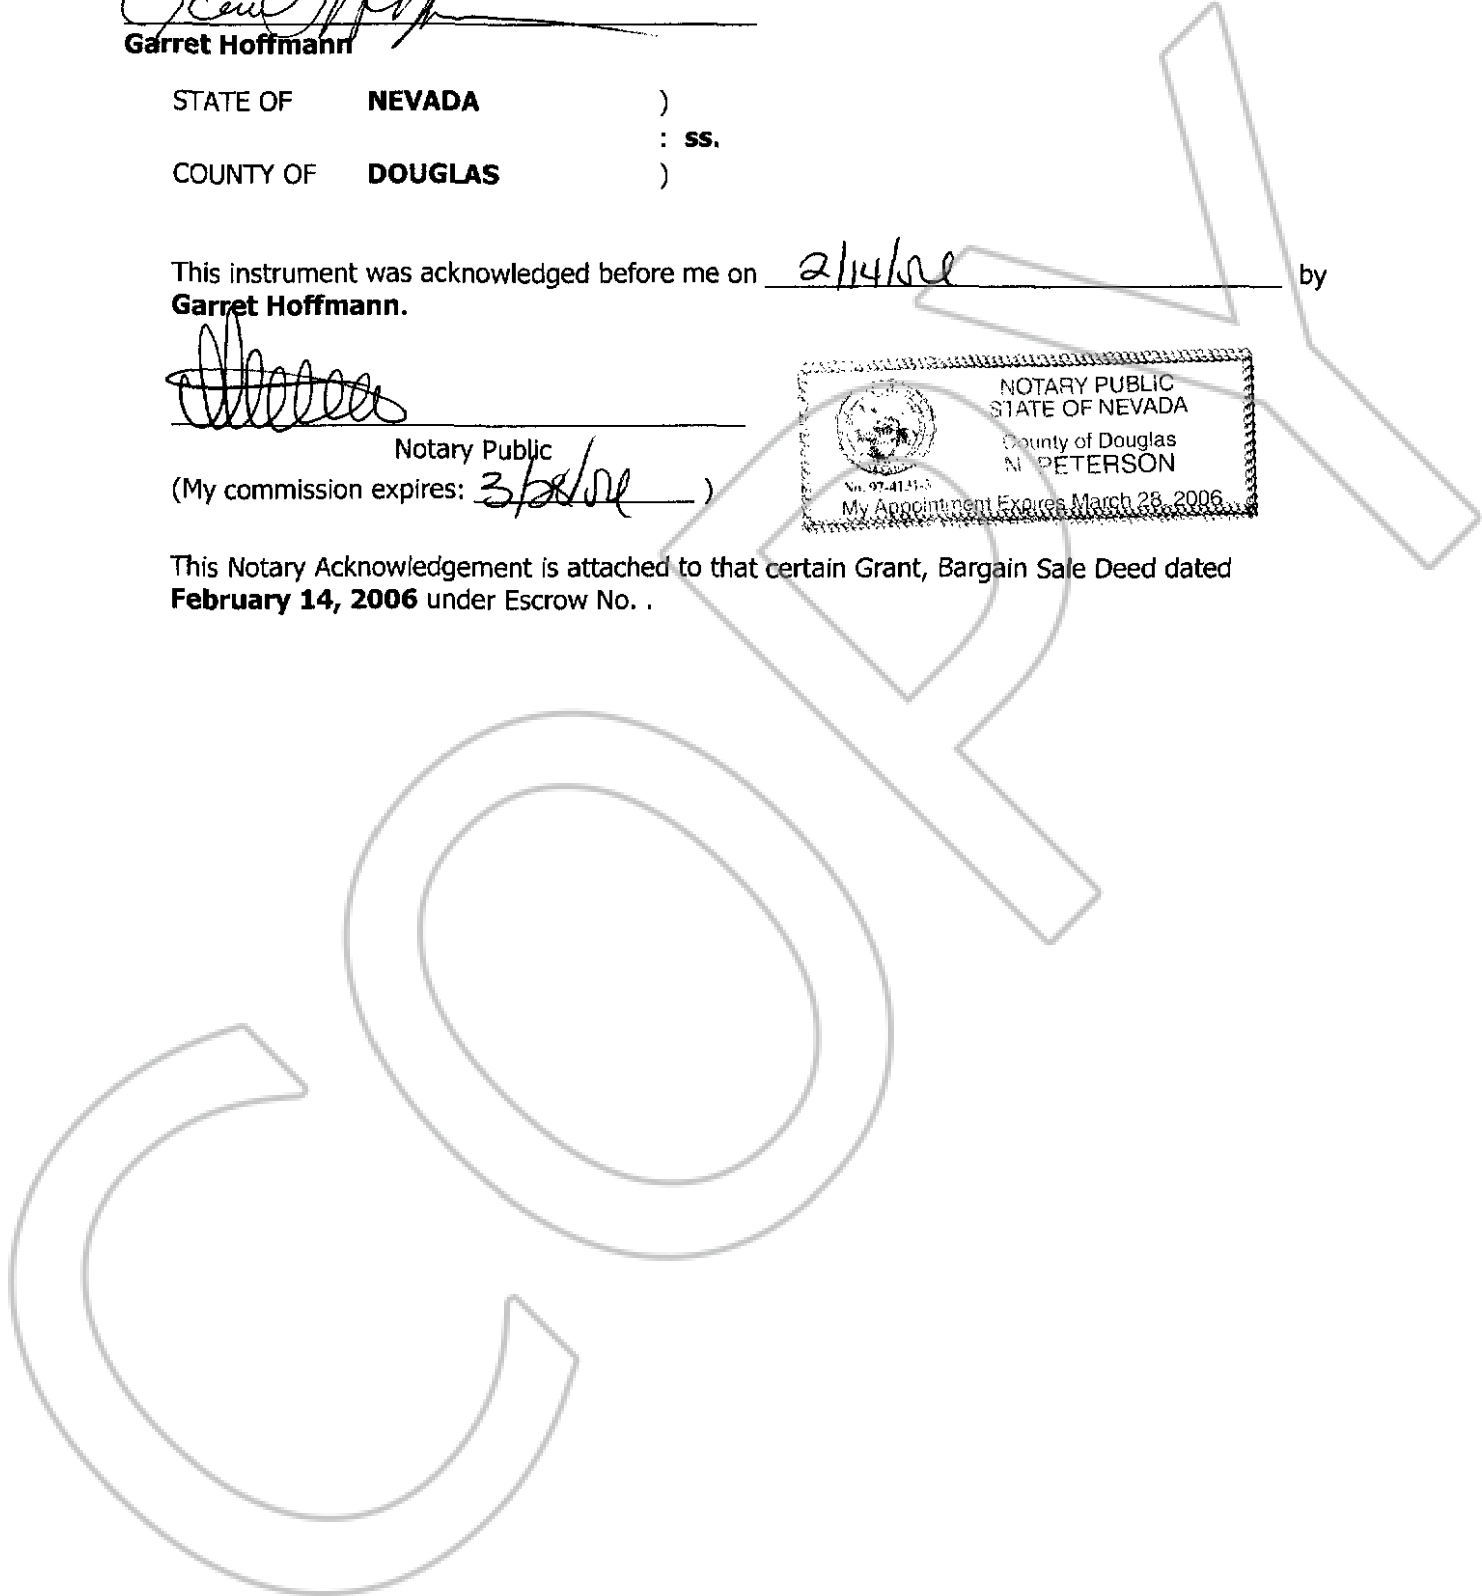 Garret Hoffmann
STATE OF NEVADA )
: ss.
COUNTY OF DOUGLAS )
This instrument was acknowledged before me on 2/14/06 by
Garret Hoffmann.
Notary Public
(My commission expires: 3/28/06 )
NOTARY PUBLIC
STATE OF NEVADA
County of Douglas
N. PETERSON
My Appointment Expires March 28, 2006
This Notary Acknowledgement is attached to that certain Grant, Bargain Sale Deed dated
February 14, 2006 under Escrow No. .
COPY